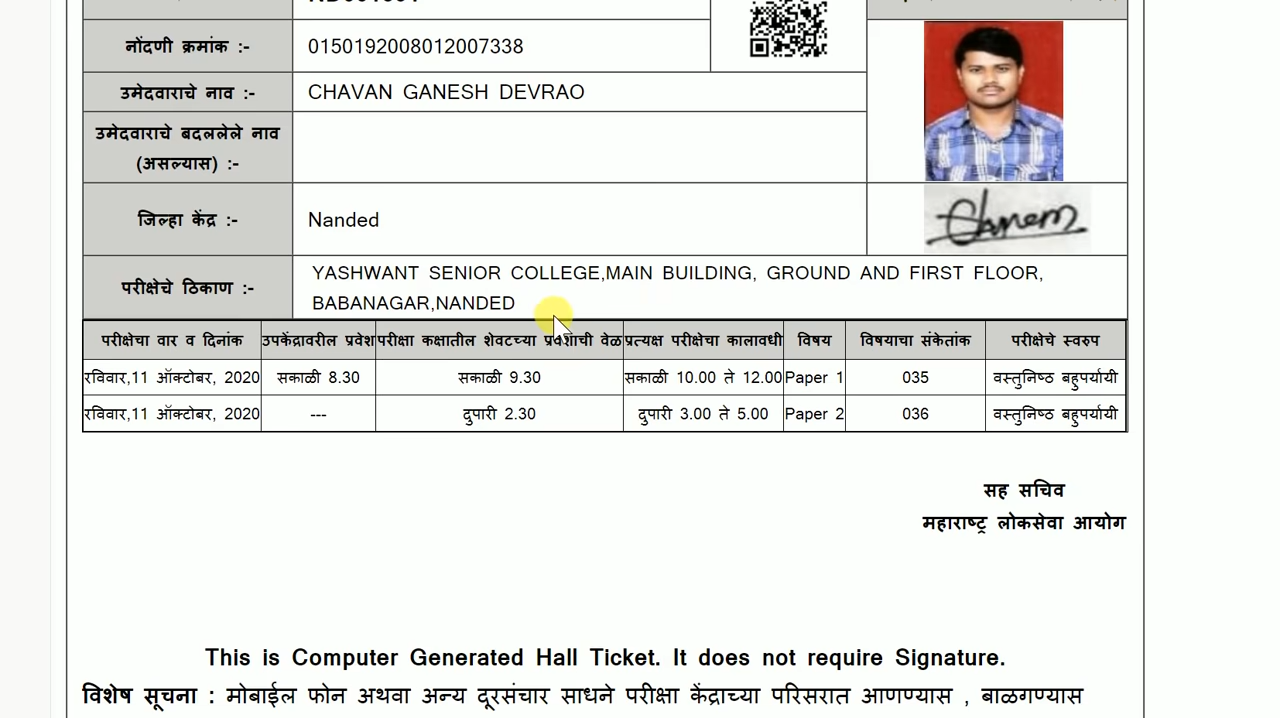 नोंदणी क्रमांक :- 0150192008012007338
उमेदवाराचे नाव :- CHAVAN GANESH DEVRAO
उमेदवाराचे बदललेले नाव
(असल्यास) :-
जिल्हा केंद्र :- Nanded
परीक्षेचे ठिकाण :- YASHWANT SENIOR COLLEGE,MAIN BUILDING, GROUND AND FIRST FLOOR,
BABANAGAR,NANDED
परीक्षेचा वार व दिनांक उपकेंद्रावरील प्रवेश परीक्षा कक्षातील शेवटच्या प्रवेशाची वेळ प्रत्यक्ष परीक्षेचा कालावधी विषय विषयाचा संकेतांक परीक्षेचे स्वरुप
रविवार,11 ऑक्टोबर, 2020 सकाळी 8.30 सकाळी 9.30 सकाळी 10.00 ते 12.00 Paper 1 035 वस्तुनिष्ठ बहुपर्यायी
रविवार,11 ऑक्टोबर, 2020 --- दुपारी 2.30 दुपारी 3.00 ते 5.00 Paper 2 036 वस्तुनिष्ठ बहुपर्यायी
सह सचिव
महाराष्ट्र लोकसेवा आयोग
This is Computer Generated Hall Ticket. It does not require Signature.
विशेष सूचना : मोबाईल फोन अथवा अन्य दूरसंचार साधने परीक्षा केंद्राच्या परिसरात आणण्यास , बाळगण्यास